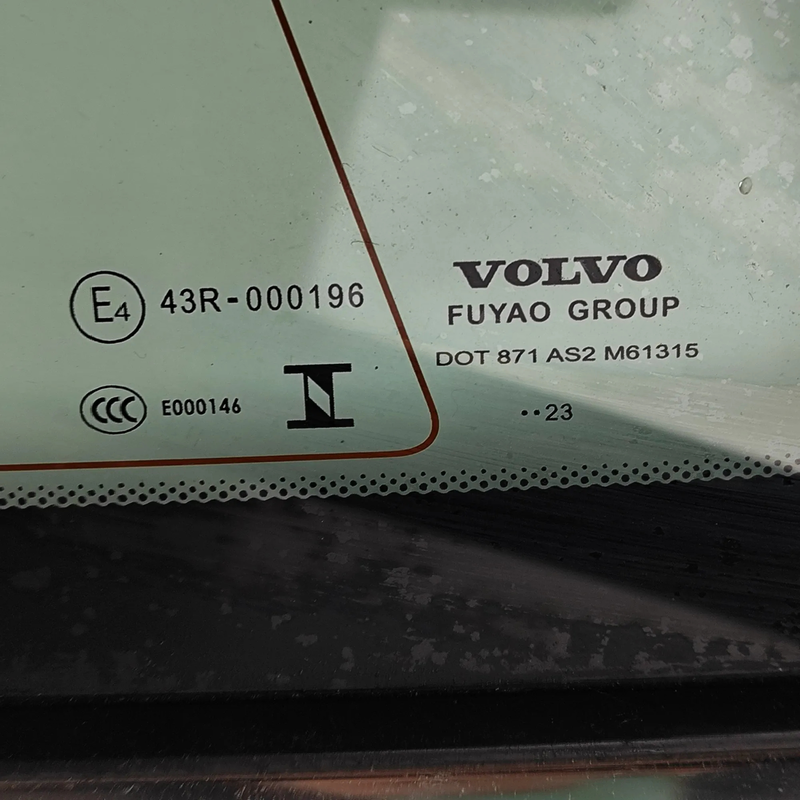 E4 43R-000196
CCC E000146
VOLVO
FUYAO GROUP
DOT 871 AS2 M61315
••23